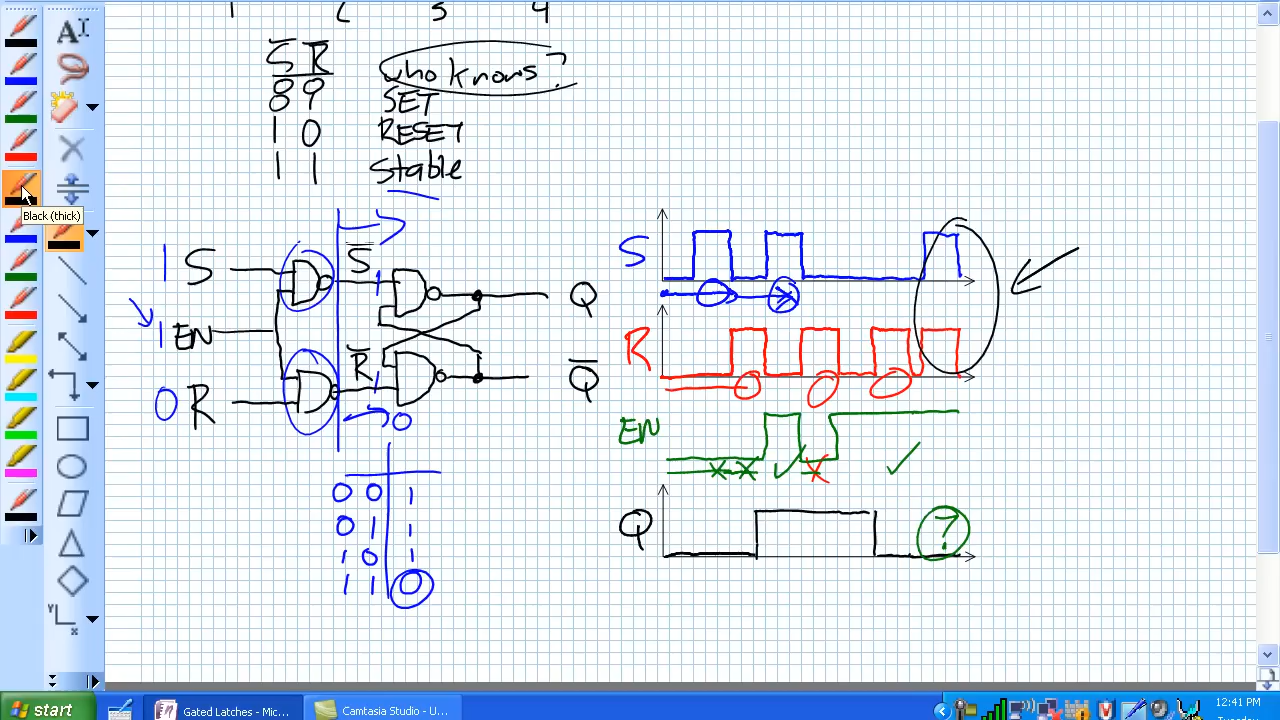 S̅ R̅
0 0 who knows?
0 1 SET
1 0 RESET
1 1 Stable
Black (thick)
1 S S̅ Q
1 EN
0 R R̅ Q̅
0
0 0 1
0 1 1
1 0 1
1 1 0
S
R
EN
Q ?
start
Gated Latches - Mic...
Camtasia Studio - U...
12:41 PM
Tuesday